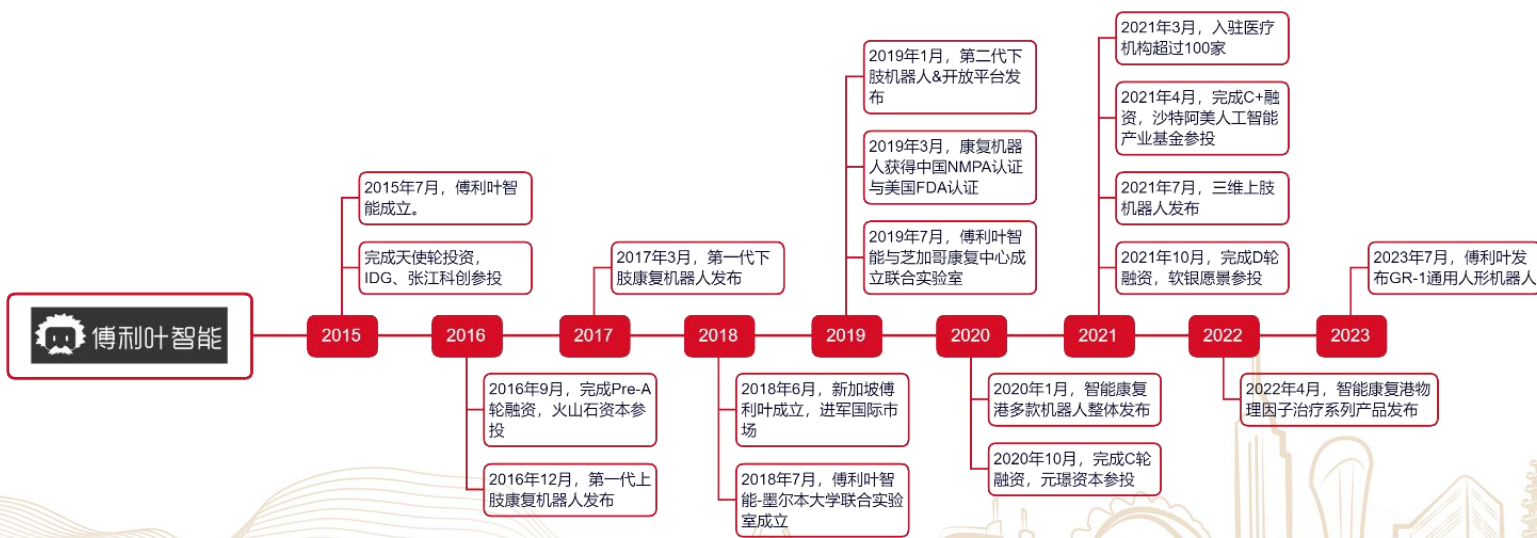 傅利叶智能
2015
2015年7月，傅利叶智
能成立。
完成天使轮投资，
IDG、张江科创参投
2016
2016年9月，完成Pre-A
轮融资，火山石资本参
投
2016年12月，第一代上
肢康复机器人发布
2017
2017年3月，第一代下
肢康复机器人发布
2018
2018年6月，新加坡傅
利叶成立，进军国际市
场
2018年7月，傅利叶智
能-墨尔本大学联合实验
室成立
2019
2019年1月，第二代下
肢机器人&开放平台发
布
2019年3月，康复机器
人获得中国NMPA认证
与美国FDA认证
2019年7月，傅利叶智
能与芝加哥康复中心成
立联合实验室
2020
2020年1月，智能康复
港多款机器人整体发布
2020年10月，完成C轮
融资，元璟资本参投
2021
2021年3月，入驻医疗
机构超过100家
2021年4月，完成C+融
资，沙特阿美人工智能
产业基金参投
2021年7月，三维上肢
机器人发布
2021年10月，完成D轮
融资，软银愿景参投
2022
2022年4月，智能康复港物
理因子治疗系列产品发布
2023
2023年7月，傅利叶发
布GR-1通用人形机器人